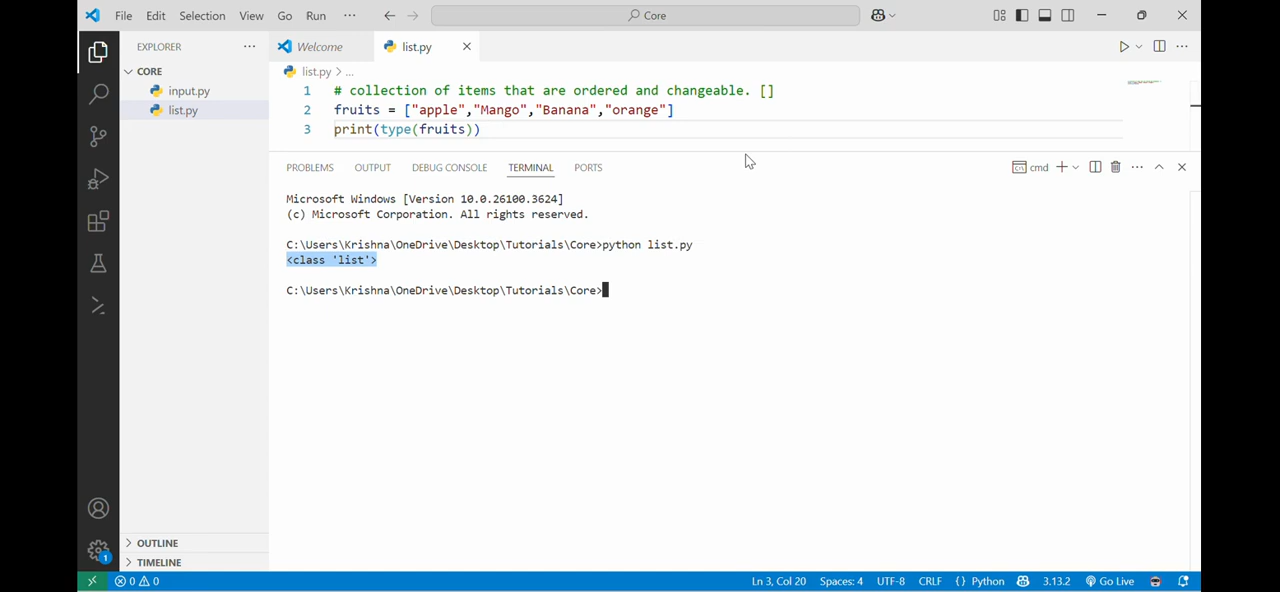 File Edit Selection View Go Run ··· Core
EXPLORER ··· Welcome list.py
CORE
input.py
list.py
list.py > ...
1 # collection of items that are ordered and changeable. []
2 fruits = ["apple","Mango","Banana","orange"]
3 print(type(fruits))
PROBLEMS OUTPUT DEBUG CONSOLE TERMINAL PORTS cmd
Microsoft Windows [Version 10.0.26100.3624]
(c) Microsoft Corporation. All rights reserved.
C:\Users\Krishna\OneDrive\Desktop\Tutorials\Core>python list.py
<class 'list'>
C:\Users\Krishna\OneDrive\Desktop\Tutorials\Core>
OUTLINE
TIMELINE
1
0 0 Ln 3, Col 20 Spaces: 4 UTF-8 CRLF {} Python 3.13.2 Go Live